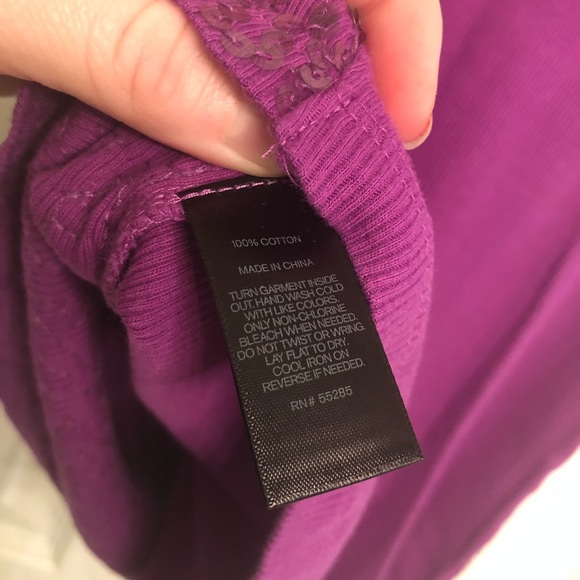 100% COTTON
MADE IN CHINA
TURN GARMENT INSIDE
OUT. HAND WASH COLD
WITH LIKE COLORS.
ONLY NON-CHLORINE
BLEACH WHEN NEEDED.
DO NOT TWIST OR WRING.
LAY FLAT TO DRY.
COOL IRON ON
REVERSE IF NEEDED.
RN# 55285